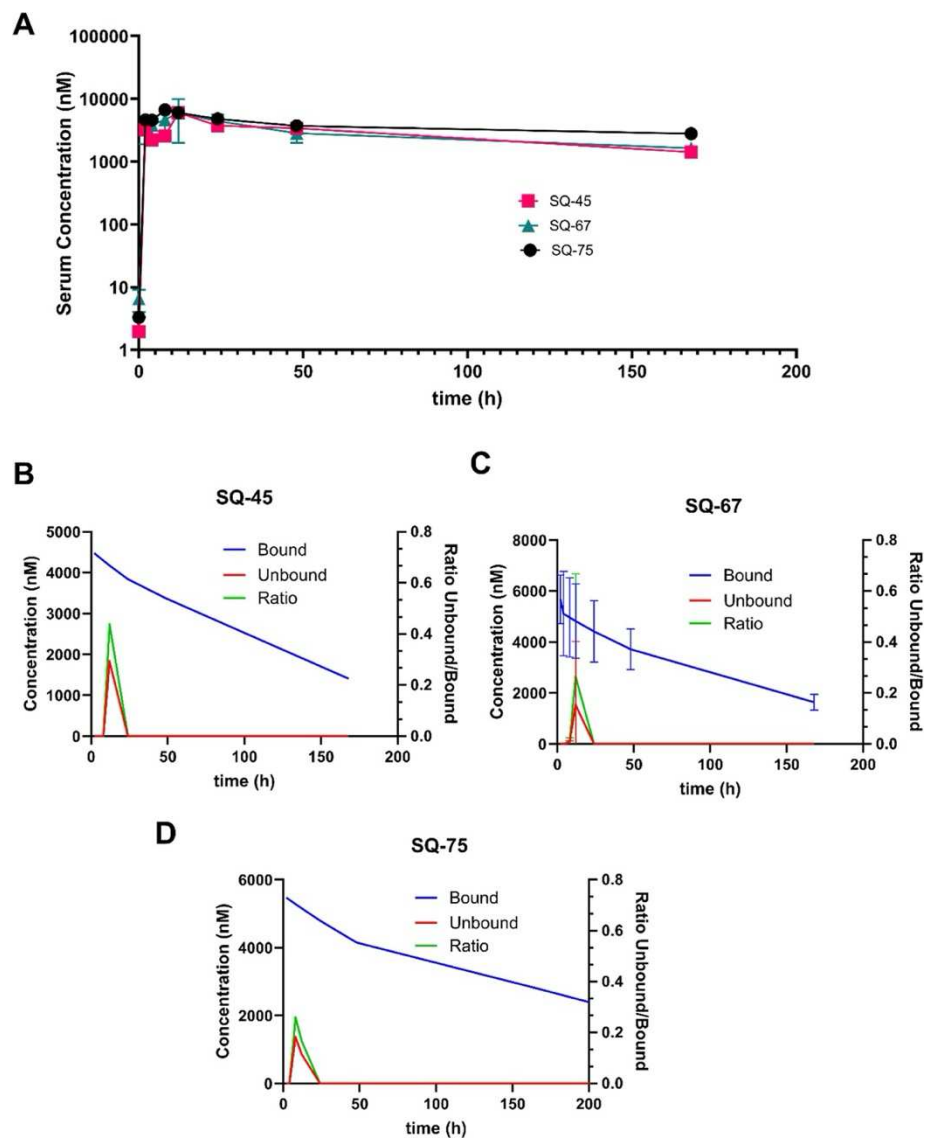 A
Serum Concentration (nM)
100000
10000
1000
100
10
1
SQ-45
SQ-67
SQ-75
0 50 100 150 200
time (h)
B
SQ-45
Concentration (nM)
5000
4000
3000
2000
1000
0
Bound
Unbound
Ratio
0.8
0.6
0.4
0.2
0.0
Ratio Unbound/Bound
0 50 100 150 200
time (h)
C
SQ-67
Concentration (nM)
8000
6000
4000
2000
0
Bound
Unbound
Ratio
0.8
0.6
0.4
0.2
0.0
Ratio Unbound/Bound
0 50 100 150 200
time (h)
D
SQ-75
Concentration (nM)
6000
4000
2000
0
Bound
Unbound
Ratio
0.8
0.6
0.4
0.2
0.0
Ratio Unbound/Bound
0 50 100 150 200
time (h)